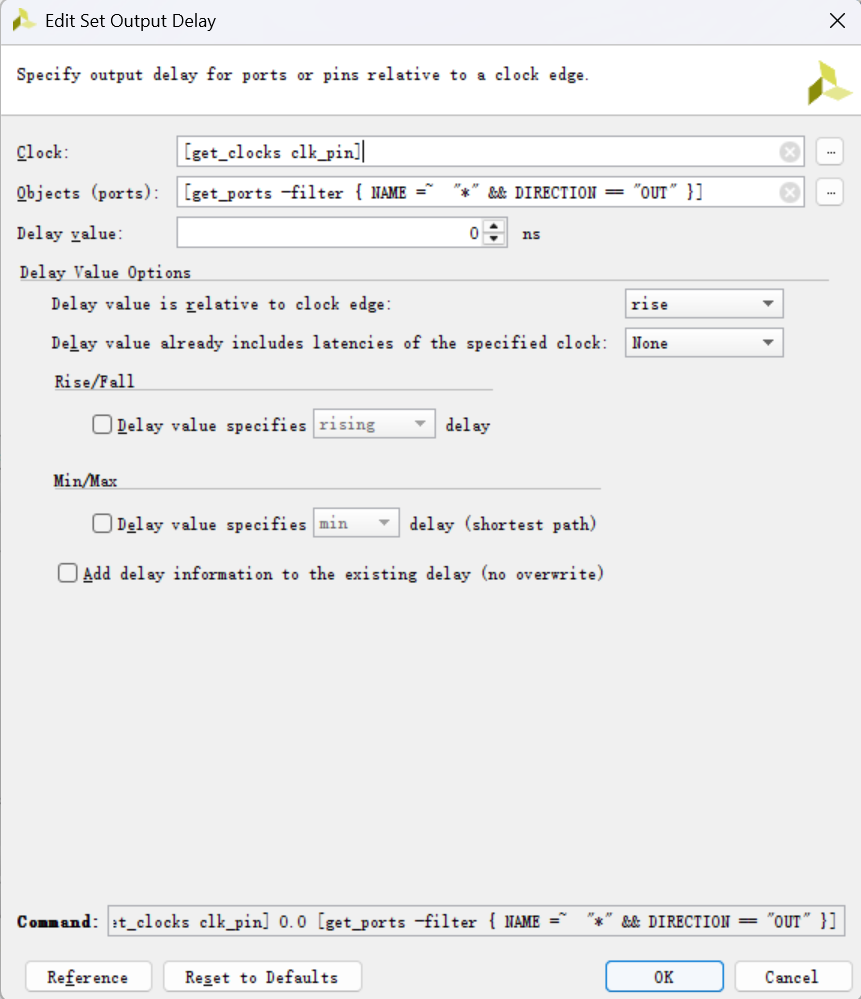 Edit Set Output Delay
Specify output delay for ports or pins relative to a clock edge.
Clock: [get_clocks clk_pin] ...
Objects (ports): [get_ports -filter { NAME =~ "*" && DIRECTION == "OUT" }] ...
Delay value: 0 ns
Delay Value Options
Delay value is relative to clock edge: rise
Delay value already includes latencies of the specified clock: None
Rise/Fall
Delay value specifies rising delay
Min/Max
Delay value specifies min delay (shortest path)
Add delay information to the existing delay (no overwrite)
Command: et_clocks clk_pin] 0.0 [get_ports -filter { NAME =~ "*" && DIRECTION == "OUT" }]
Reference Reset to Defaults OK Cancel